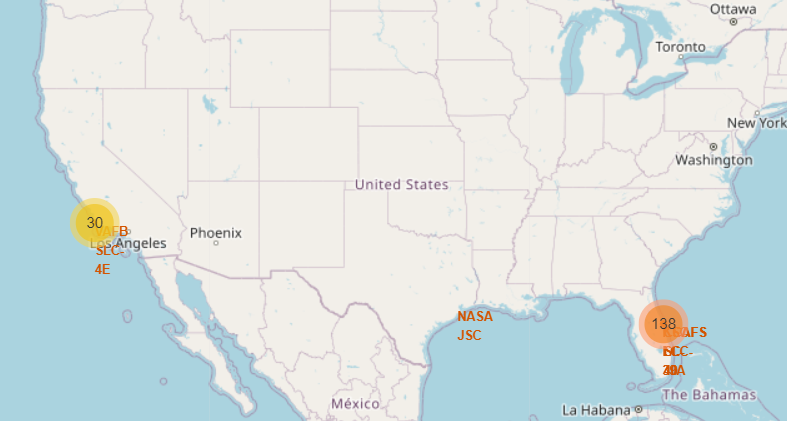 Ottawa
Toronto
New York
Washington
United States
30
VAFB
Los Angeles
SLC-
4E
Phoenix
NASA
JSC
138
The Bahamas
México
La Habana